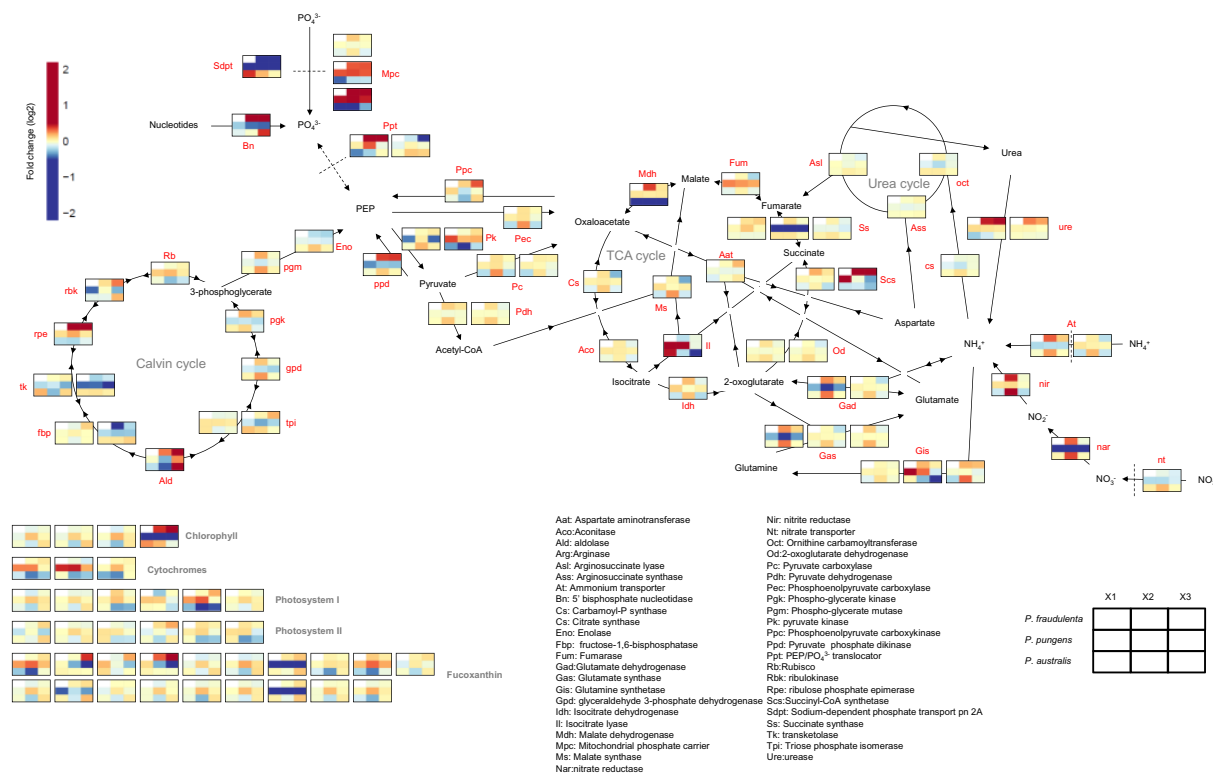 PO₄³⁻
2
1
0
−1
−2
Fold change (log2)
Sdpt
Mpc
Nucleotides
PO₄³⁻
Bn
Ppt
Ppc
PEP
Pec
Pk
Eno
pgm
Rb
rbk
3-phosphoglycerate
ppd
Pyruvate
Pc
Pdh
Acetyl-CoA
rpe
pgk
Calvin cycle
gpd
tk
tpi
fbp
Ald
Mdh
Malate
Fum
Fumarate
Oxaloacetate
Ss
Succinate
TCA cycle
Aat
Cs
Ms
Scs
Aco
Il
Od
Isocitrate
2-oxoglutarate
Idh
Gad
Glutamate
Gas
Glutamine
Gis
Asl
Urea cycle
oct
Urea
Ass
ure
cs
Aspartate
At
NH₄⁺
NH₄⁺
nir
NO₂⁻
nar
nt
NO₃⁻
NO
Chlorophyll
Cytochromes
Photosystem I
Photosystem II
Fucoxanthin
Aat: Aspartate aminotransferase
Aco:Aconitase
Ald: aldolase
Arg:Arginase
Asl: Arginosuccinate lyase
Ass: Arginosuccinate synthase
At: Ammonium transporter
Bn: 5' bisphosphate nucleotidase
Cs: Carbamoyl-P synthase
Cs: Citrate synthase
Eno: Enolase
Fbp: fructose-1,6-bisphosphatase
Fum: Fumarase
Gad:Glutamate dehydrogenase
Gas: Glutamate synthase
Gis: Glutamine synthetase
Gpd: glyceraldehyde 3-phosphate dehydrogenase
Idh: Isocitrate dehydrogenase
Il: Isocitrate lyase
Mdh: Malate dehydrogenase
Mpc: Mitochondrial phosphate carrier
Ms: Malate synthase
Nar:nitrate reductase
Nir: nitrite reductase
Nt: nitrate transporter
Oct: Ornithine carbamoyltransferase
Od:2-oxoglutarate dehydrogenase
Pc: Pyruvate carboxylase
Pdh: Pyruvate dehydrogenase
Pec: Phosphoenolpyruvate carboxylase
Pgk: Phospho-glycerate kinase
Pgm: Phospho-glycerate mutase
Pk: pyruvate kinase
Ppc: Phosphoenolpyruvate carboxykinase
Ppd: Pyruvate phosphate dikinase
Ppt: PEP/PO₄³⁻ translocator
Rb:Rubisco
Rbk: ribulokinase
Rpe: ribulose phosphate epimerase
Scs:Succinyl-CoA synthetase
Sdpt: Sodium-dependent phosphate transport pn 2A
Ss: Succinate synthase
Tk: transketolase
Tpi: Triose phosphate isomerase
Ure:urease
X1 X2 X3
P. fraudulenta
P. pungens
P. australis